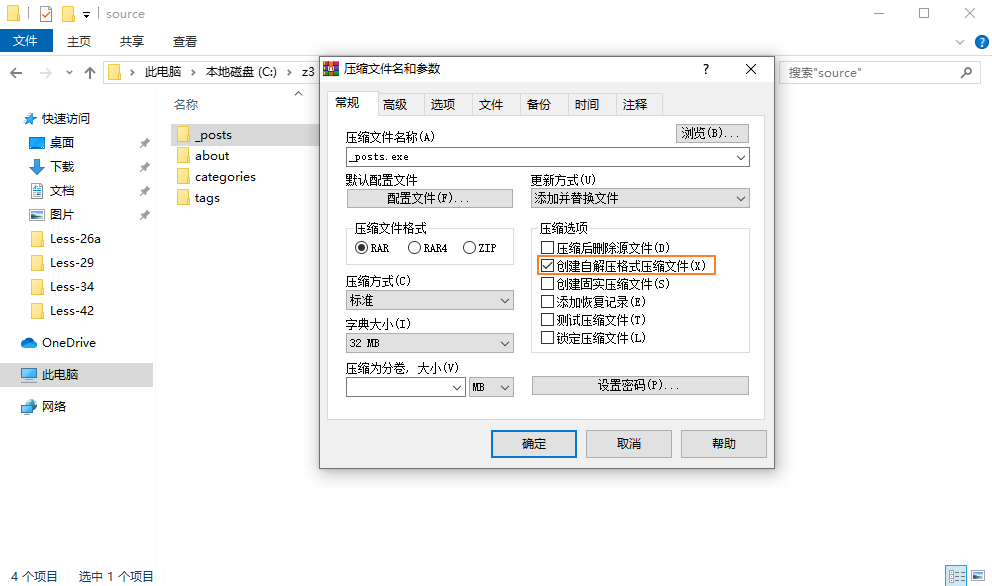 source
文件 主页 共享 查看
此电脑 本地磁盘 (C:) z3
搜索"source"
快速访问
桌面
下载
文档
图片
Less-26a
Less-29
Less-34
Less-42
OneDrive
此电脑
网络
名称
_posts
about
categories
tags
压缩文件名和参数
?
常规 高级 选项 文件 备份 时间 注释
压缩文件名称(A)
浏览(B)...
_posts.exe
默认配置文件
配置文件(F)...
更新方式(U)
添加并替换文件
压缩文件格式
RAR RAR4 ZIP
压缩方式(C)
标准
字典大小(I)
32 MB
压缩为分卷, 大小(V)
MB
压缩选项
压缩后删除源文件(D)
创建自解压格式压缩文件(X)
创建固实压缩文件(S)
添加恢复记录(E)
测试压缩文件(T)
锁定压缩文件(L)
设置密码(P)...
确定 取消 帮助
4 个项目 选中 1 个项目